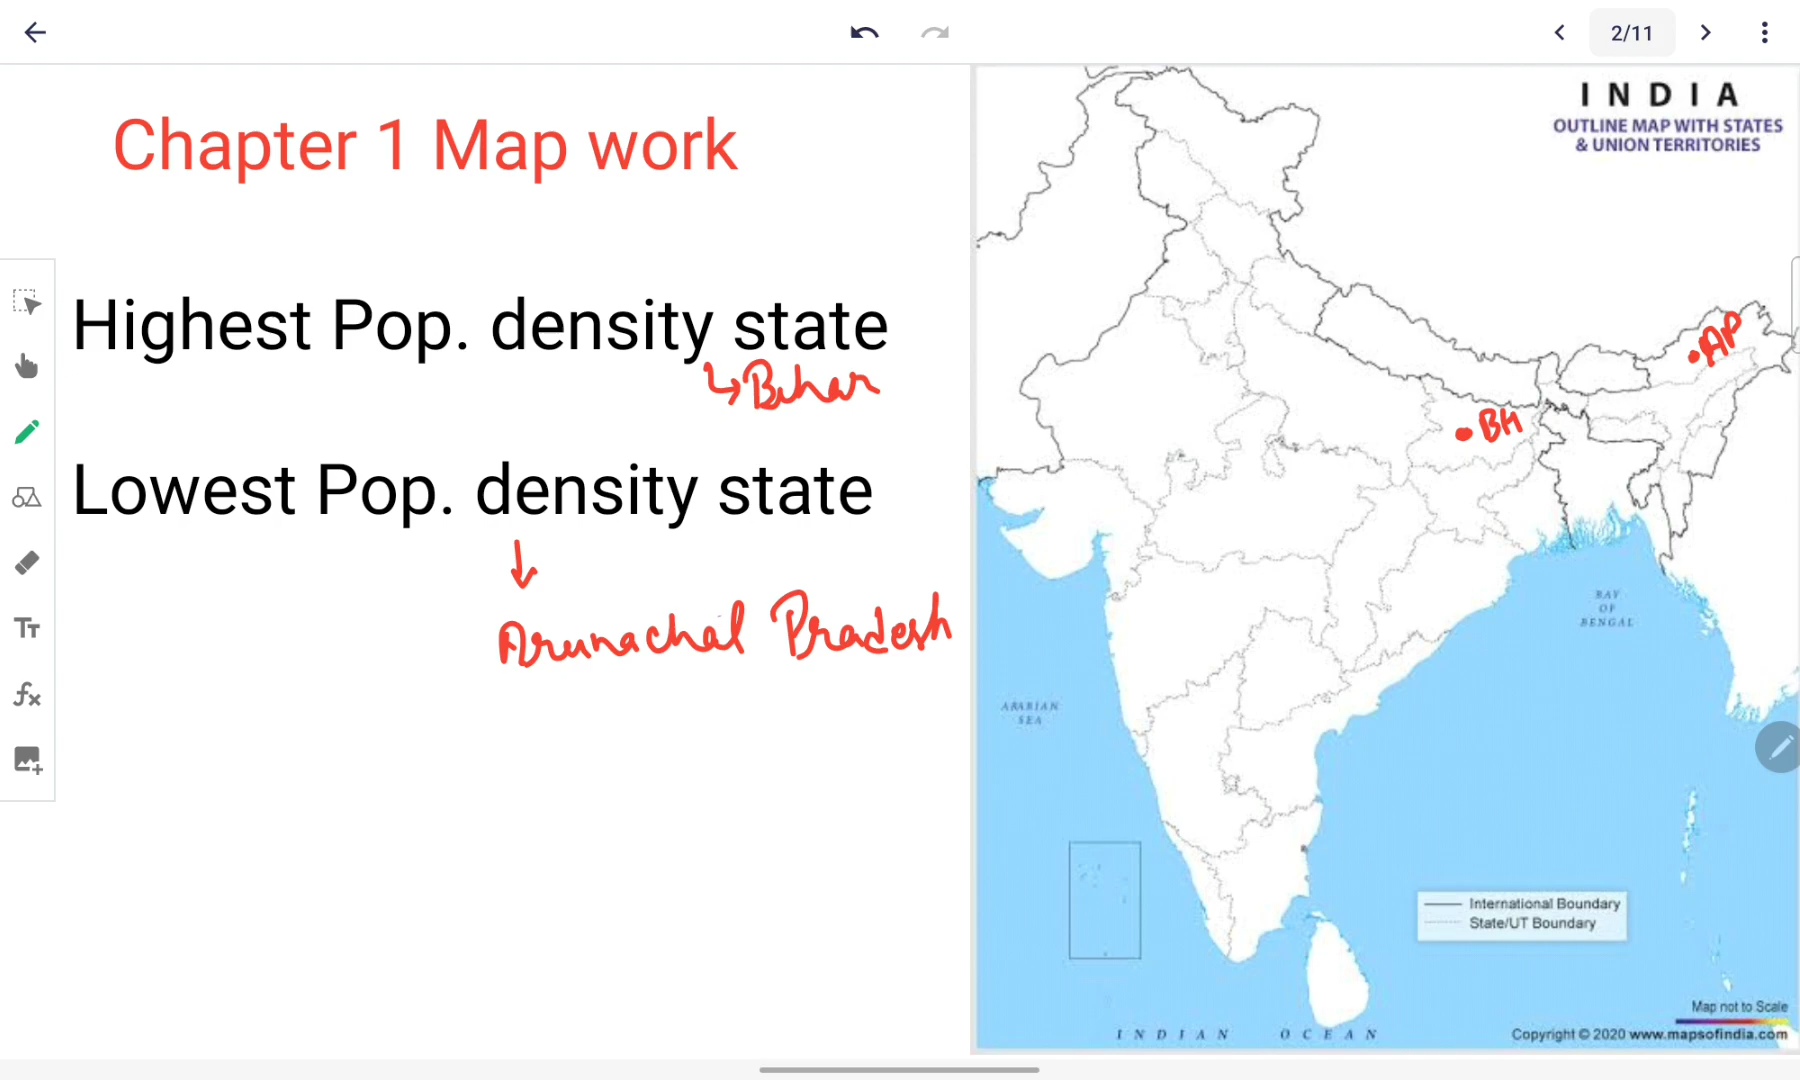 2/11
Chapter 1 Map work
Highest Pop. density state
↳ Bihar
Lowest Pop. density state
↓
Arunachal Pradesh
Tт
fx
I N D I A
OUTLINE MAP WITH STATES
& UNION TERRITORIES
AP
BH
BAY
OF
BENGAL
ARABIAN
SEA
International Boundary
State/UT Boundary
Map not to Scale
INDIAN OCEAN
Copyright © 2020 www.mapsofindia.com